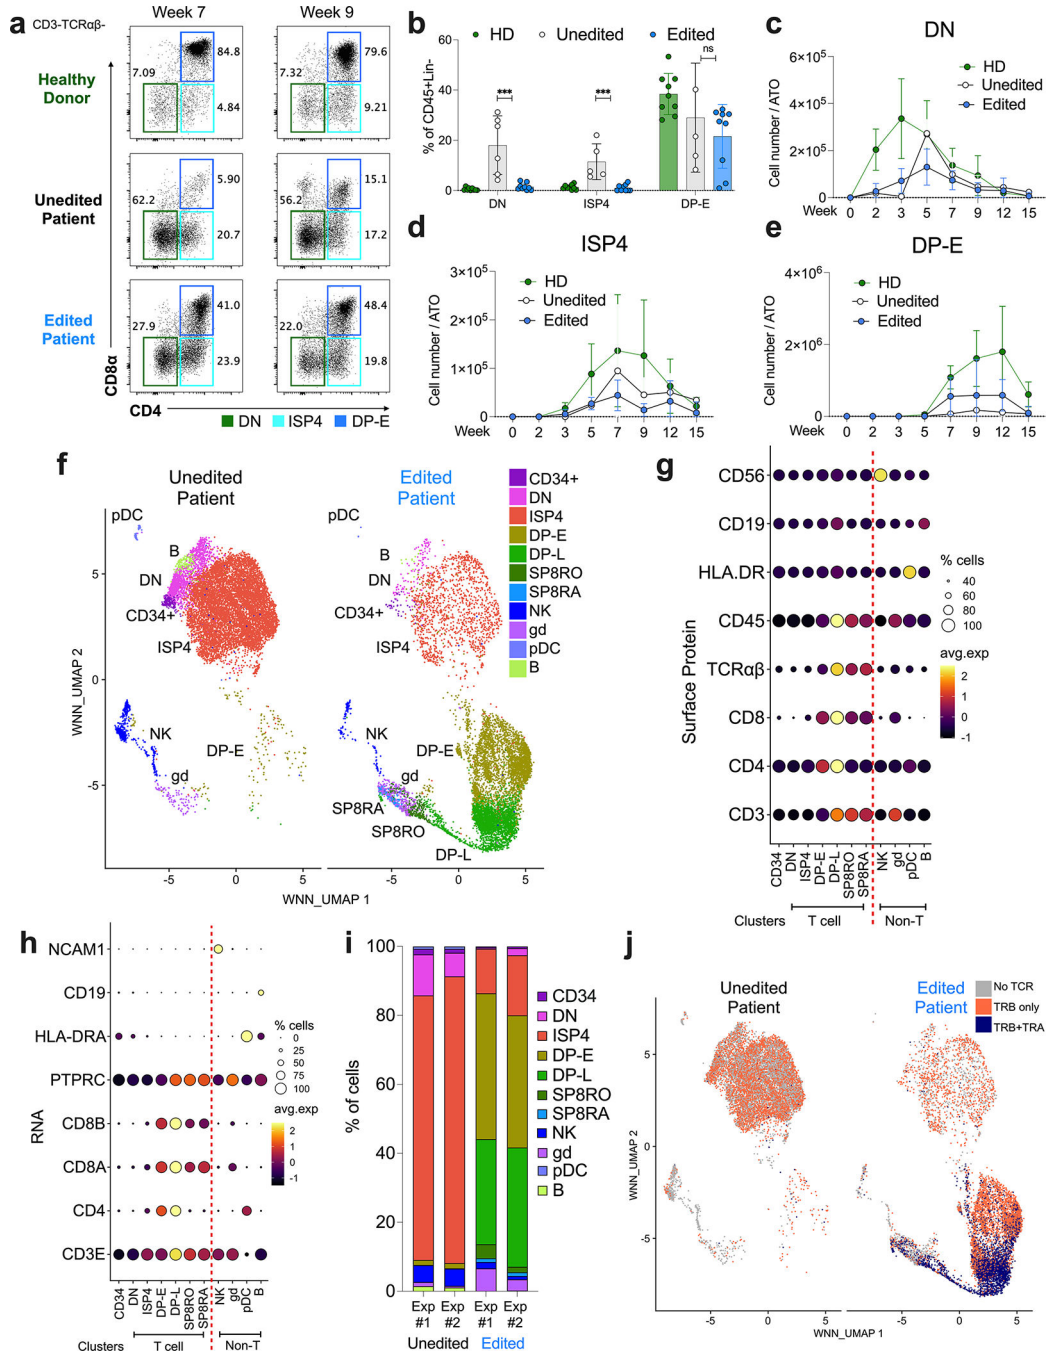 a
CD3-TCRαβ-
Week 7
Week 9
Healthy
Donor
84.8
7.09
4.84
79.6
7.32
9.21
Unedited
Patient
5.90
62.2
20.7
15.1
56.2
17.2
Edited
Patient
41.0
27.9
23.9
48.4
22.0
19.8
CD8α
CD4
DN
ISP4
DP-E
b
HD
Unedited
Edited
% of CD45+Lin-
60
40
20
0
***
***
ns
DN
ISP4
DP-E
c
DN
Cell number / ATO
6×10⁵
4×10⁵
2×10⁵
0
HD
Unedited
Edited
Week
0 2 3 5 7 9 12 15
d
ISP4
Cell number / ATO
3×10⁵
2×10⁵
1×10⁵
0
HD
Unedited
Edited
Week
0 2 3 5 7 9 12 15
e
DP-E
Cell number / ATO
4×10⁶
2×10⁶
0
HD
Unedited
Edited
Week
0 2 3 5 7 9 12 15
f
Unedited
Patient
Edited
Patient
pDC
B
DN
CD34+
ISP4
NK
gd
DP-E
pDC
B
DN
CD34+
ISP4
NK
DP-E
gd
SP8RA
SP8RO
DP-L
WNN_UMAP 2
5
0
-5
-5 0 5
-5 0 5
WNN_UMAP 1
CD34+
DN
ISP4
DP-E
DP-L
SP8RO
SP8RA
NK
gd
pDC
B
g
Surface Protein
CD56
CD19
HLA.DR
CD45
TCRαβ
CD8
CD4
CD3
% cells
40
60
80
100
avg.exp
2
1
0
-1
CD34
DN
ISP4
DP-E
DP-L
SP8RO
SP8RA
NK
gd
pDC
B
Clusters
T cell
Non-T
h
RNA
NCAM1
CD19
HLA-DRA
PTPRC
CD8B
CD8A
CD4
CD3E
% cells
0
25
50
75
100
avg.exp
2
1
0
-1
CD34
DN
ISP4
DP-E
DP-L
SP8RO
SP8RA
NK
gd
pDC
B
Clusters
T cell
Non-T
i
% of cells
100
80
60
40
20
0
Exp
#1
Exp
#2
Exp
#1
Exp
#2
Unedited
Edited
CD34
DN
ISP4
DP-E
DP-L
SP8RO
SP8RA
NK
gd
pDC
B
j
Unedited
Patient
Edited
Patient
No TCR
TRB only
TRB+TRA
WNN_UMAP 2
5
0
-5
-5 0 5
-5 0 5
WNN_UMAP 1